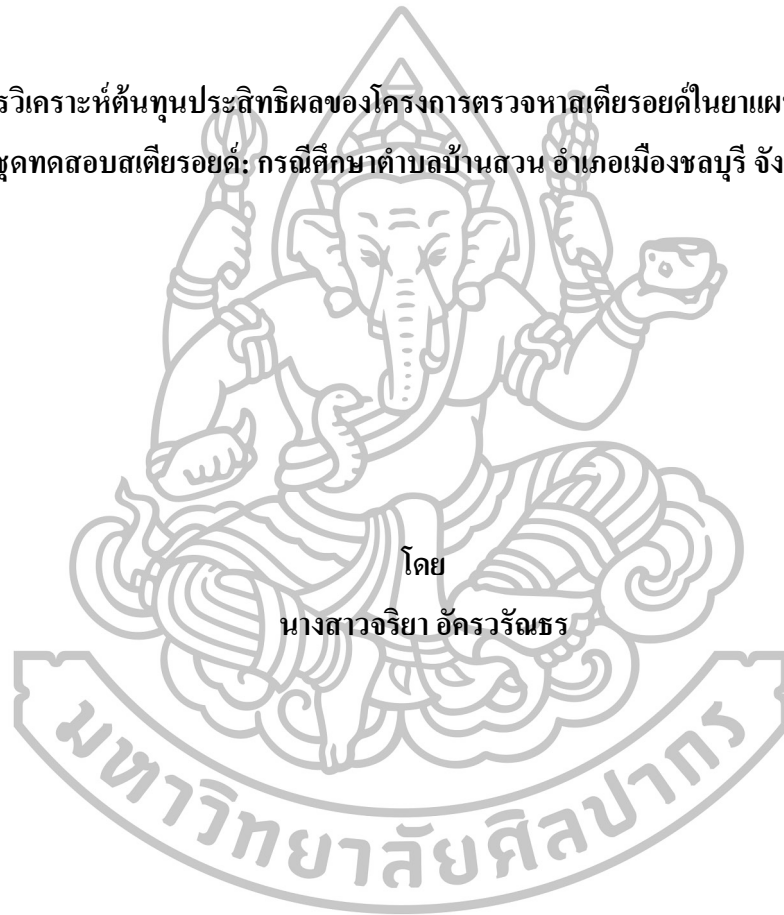 รวิเคราะห์ต้นทุนประสิทธิผลของโครงการตรวจหาสเตียรอยด์ในยาแผ
ชุดทดสอบสเตียรอยด์: กรณีศึกษาตำบลบ้านสวน อำเภอเมืองชลบุรี จัง
โดย
นางสาวจริยา อัครวรัณธร
มหาวิทยาลัยศิลปากร